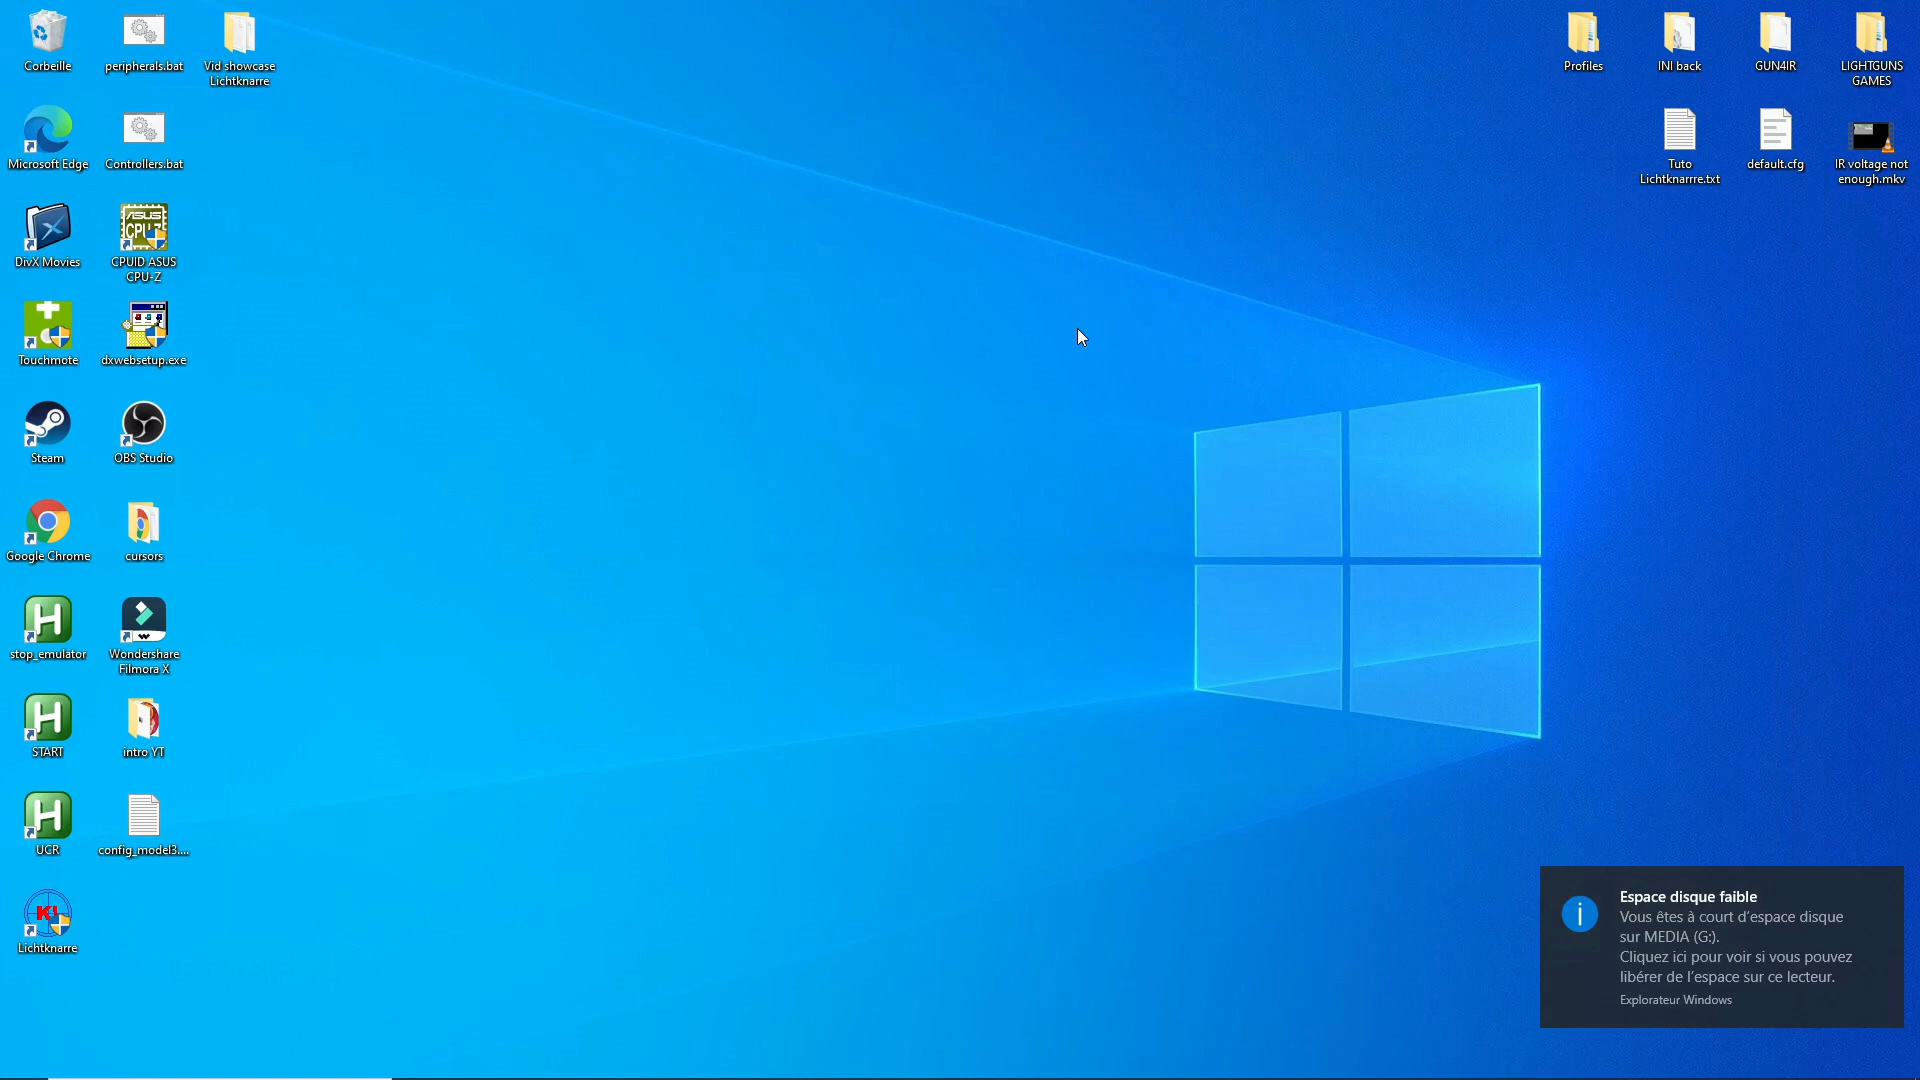 Corbeille
peripherals.bat
Vid showcase
Lichtknarre
Profiles
INI back
GUN4IR
LIGHTGUNS
GAMES
Microsoft Edge
Controllers.bat
Tuto
Lichtknarrre.txt
default.cfg
IR voltage not
enough.mkv
ASUS
CPU-Z
DivX Movies
CPUID ASUS
CPU-Z
Touchmote
dxwebsetup.exe
Steam
OBS Studio
Google Chrome
cursors
H
stop_emulator
Wondershare
Filmora X
H
START
intro YT
H
UCR
config_model3....
Lichtknarre
Espace disque faible
Vous êtes à court d'espace disque
sur MEDIA (G:).
Cliquez ici pour voir si vous pouvez
libérer de l'espace sur ce lecteur.
Explorateur Windows